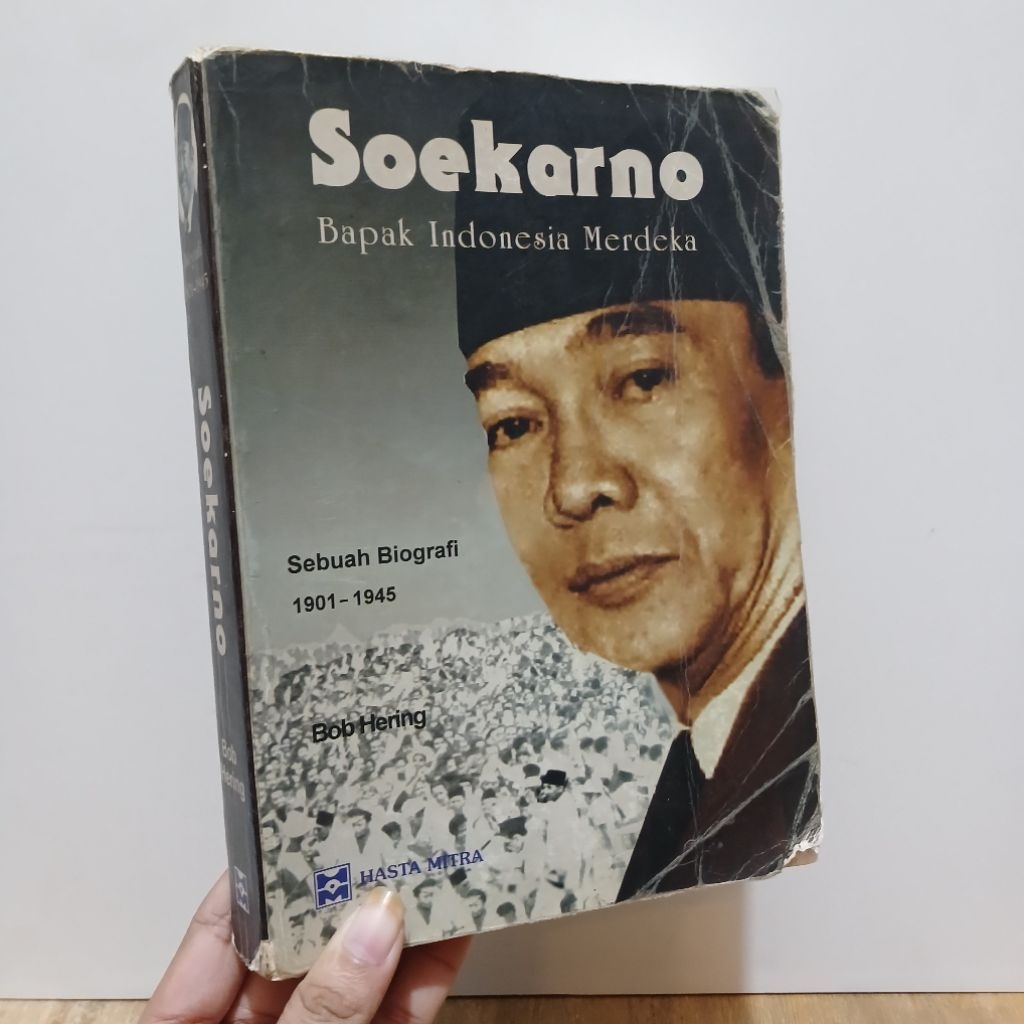 Soekarno
Bapak Indonesia Merdeka
Sebuah Biografi
1901-1945
Bob Hering
HASTA MITRA
Soekarno
Bob
Hering